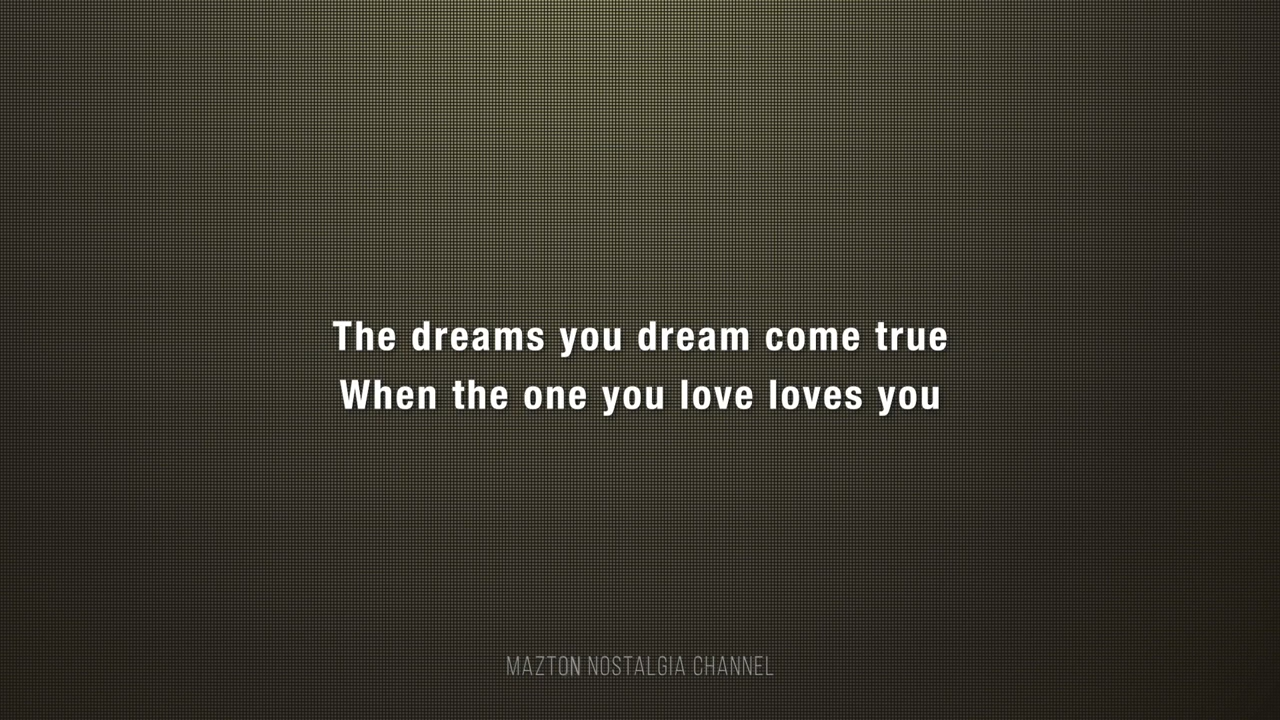 The dreams you dream come true
When the one you love loves you
MAZTON NOSTALGIA CHANNEL